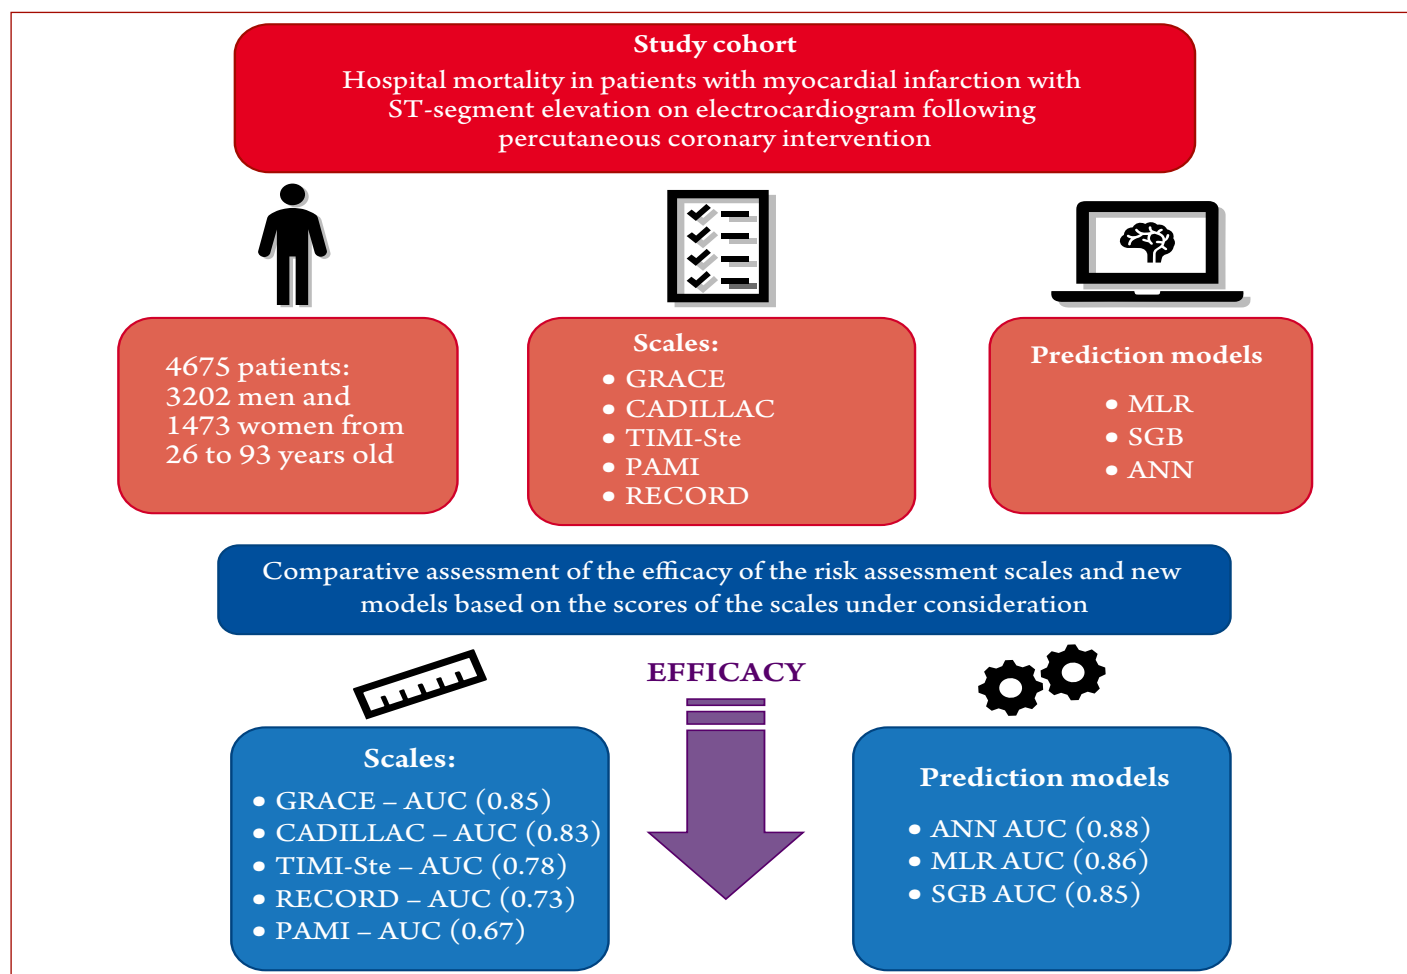 Study cohort
Hospital mortality in patients with myocardial infarction with
ST-segment elevation on electrocardiogram following
percutaneous coronary intervention
4675 patients:
3202 men and
1473 women from
26 to 93 years old
Scales:
• GRACE
• CADILLAC
• TIMI-Ste
• PAMI
• RECORD
Prediction models
• MLR
• SGB
• ANN
Comparative assessment of the efficacy of the risk assessment scales and new
models based on the scores of the scales under consideration
EFFICACY
Scales:
• GRACE – AUC (0.85)
• CADILLAC – AUC (0.83)
• TIMI-Ste – AUC (0.78)
• RECORD – AUC (0.73)
• PAMI – AUC (0.67)
Prediction models
• ANN AUC (0.88)
• MLR AUC (0.86)
• SGB AUC (0.85)